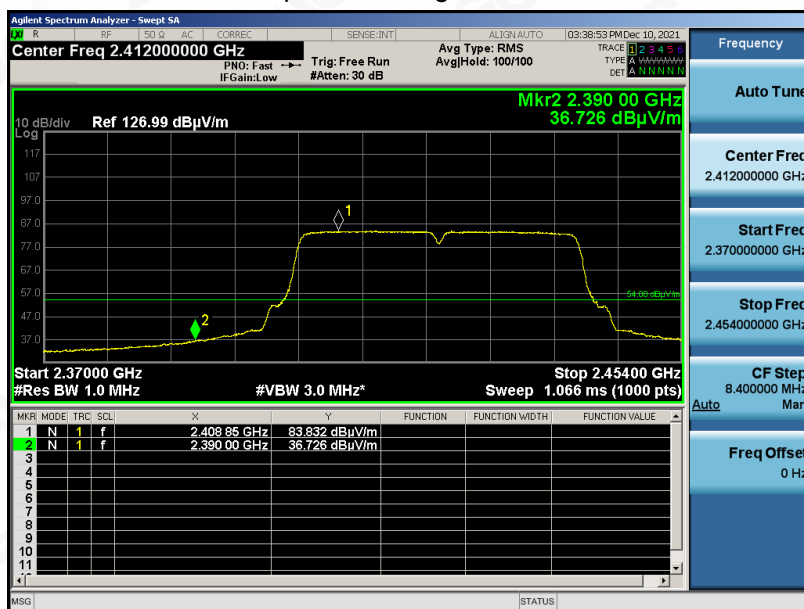 Agilent Spectrum Analyzer - Swept SA
LXI R RF 50 Ω AC CORREC SENSE:INT ALIGN AUTO 03:38:53 PM Dec 10, 2021
Center Freq 2.412000000 GHz
PNO: Fast
IFGain:Low
Trig: Free Run
#Atten: 30 dB
Avg Type: RMS
Avg|Hold: 100/100
TRACE 1 2 3 4 5 6
TYPE A WWWWW
DET A N N N N N
Mkr2 2.390 00 GHz
36.726 dBµV/m
10 dB/div Ref 126.99 dBµV/m
Log
117
107
97.0
87.0
77.0
67.0
57.0
47.0
37.0
1
2
54.00 dBµV/m
Start 2.37000 GHz Stop 2.45400 GHz
#Res BW 1.0 MHz #VBW 3.0 MHz* Sweep 1.066 ms (1000 pts)
MKR MODE TRC SCL X Y FUNCTION FUNCTION WIDTH FUNCTION VALUE
1 N 1 f 2.408 85 GHz 83.832 dBµV/m
2 N 1 f 2.390 00 GHz 36.726 dBµV/m
3
4
5
6
7
8
9
10
11
MSG STATUS
Frequency
Auto Tune
Center Freq
2.412000000 GHz
Start Freq
2.370000000 GHz
Stop Freq
2.454000000 GHz
CF Step
8.400000 MHz
Auto Man
Freq Offset
0 Hz